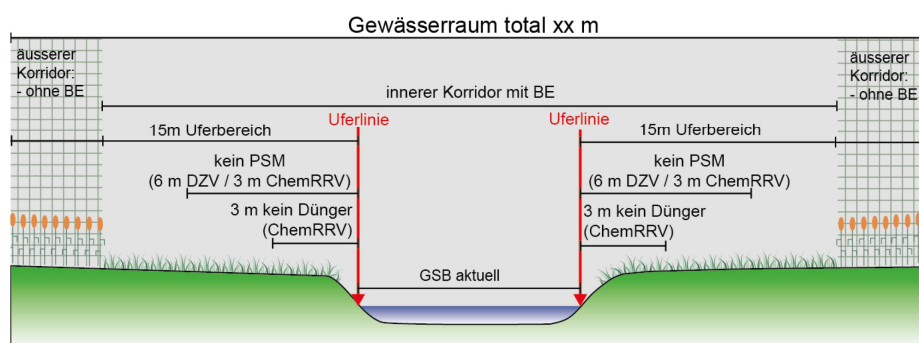 Gewässerraum total xx m
äusserer
Korridor:
- ohne BE
äusserer
Korridor:
- ohne BE
innerer Korridor mit BE
Uferlinie
Uferlinie
15m Uferbereich
15m Uferbereich
kein PSM
(6 m DZV / 3 m ChemRRV)
kein PSM
(6 m DZV / 3 m ChemRRV)
3 m kein Dünger
(ChemRRV)
3 m kein Dünger
(ChemRRV)
GSB aktuell